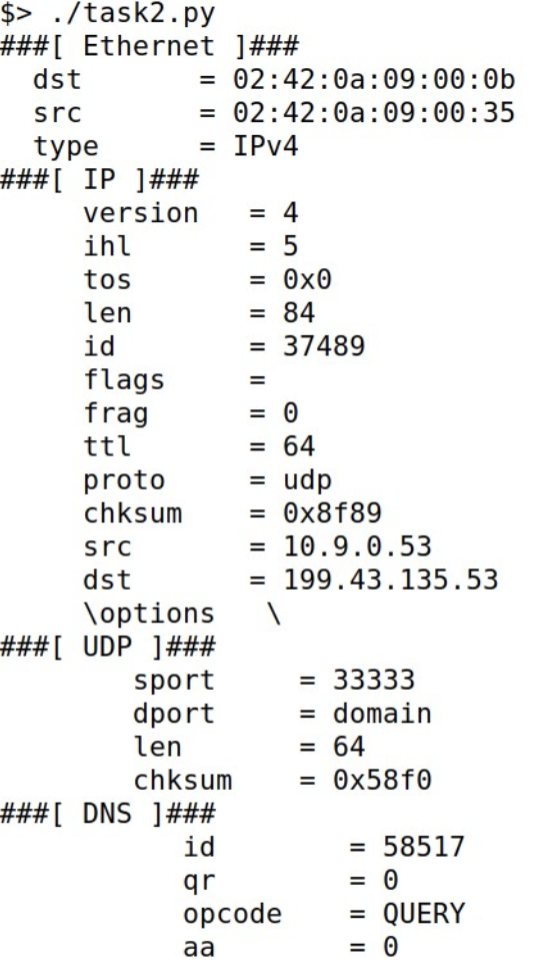 $> ./task2.py
###[ Ethernet ]###
  dst       = 02:42:0a:09:00:0b
  src       = 02:42:0a:09:00:35
  type      = IPv4
###[ IP ]###
     version   = 4
     ihl       = 5
     tos       = 0x0
     len       = 84
     id        = 37489
     flags     =
     frag      = 0
     ttl       = 64
     proto     = udp
     chksum    = 0x8f89
     src       = 10.9.0.53
     dst       = 199.43.135.53
     \options   \
###[ UDP ]###
        sport     = 33333
        dport     = domain
        len       = 64
        chksum    = 0x58f0
###[ DNS ]###
           id        = 58517
           qr        = 0
           opcode    = QUERY
           aa        = 0